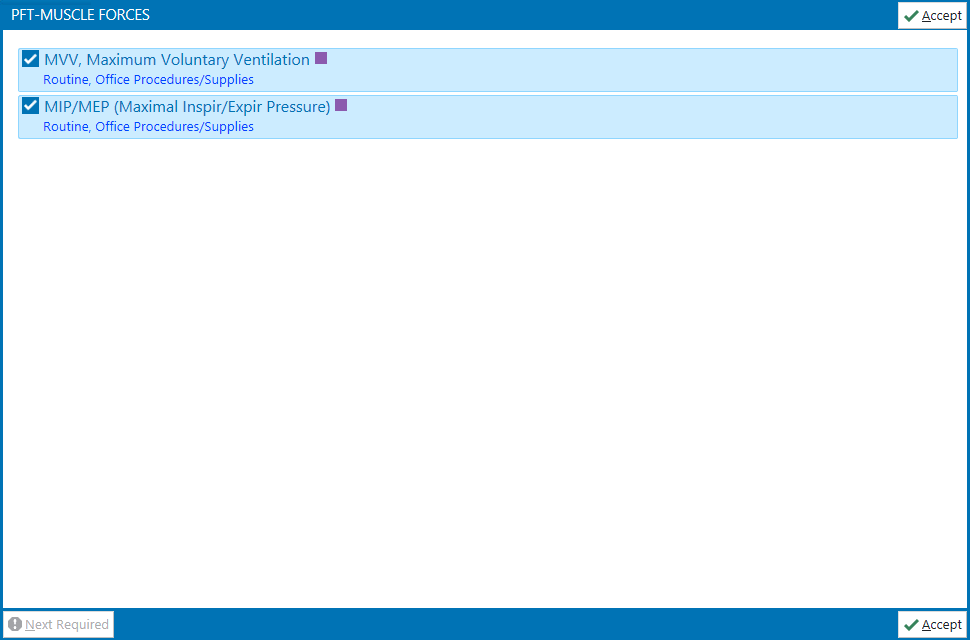 PFT-MUSCLE FORCES
Accept
MVV, Maximum Voluntary Ventilation
Routine, Office Procedures/Supplies
MIP/MEP (Maximal Inspir/Expir Pressure)
Routine, Office Procedures/Supplies
Next Required
Accept